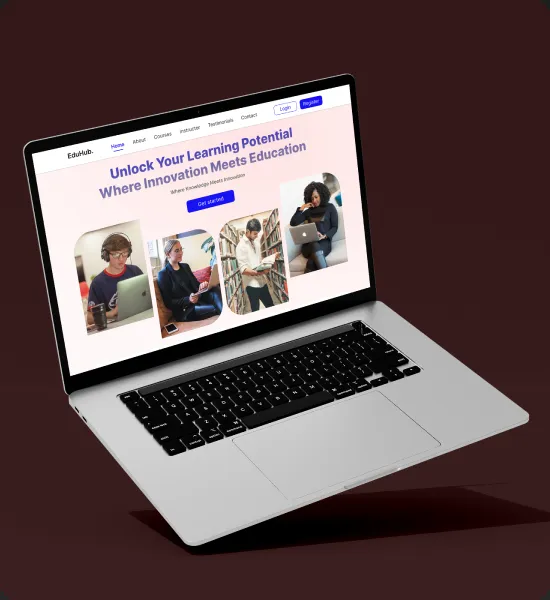 EduHub.
Home About Courses Instructor Testimonials Contact
Login
Register
Unlock Your Learning Potential
Where Innovation Meets Education
Where Knowledge Meets Innovation
Get started